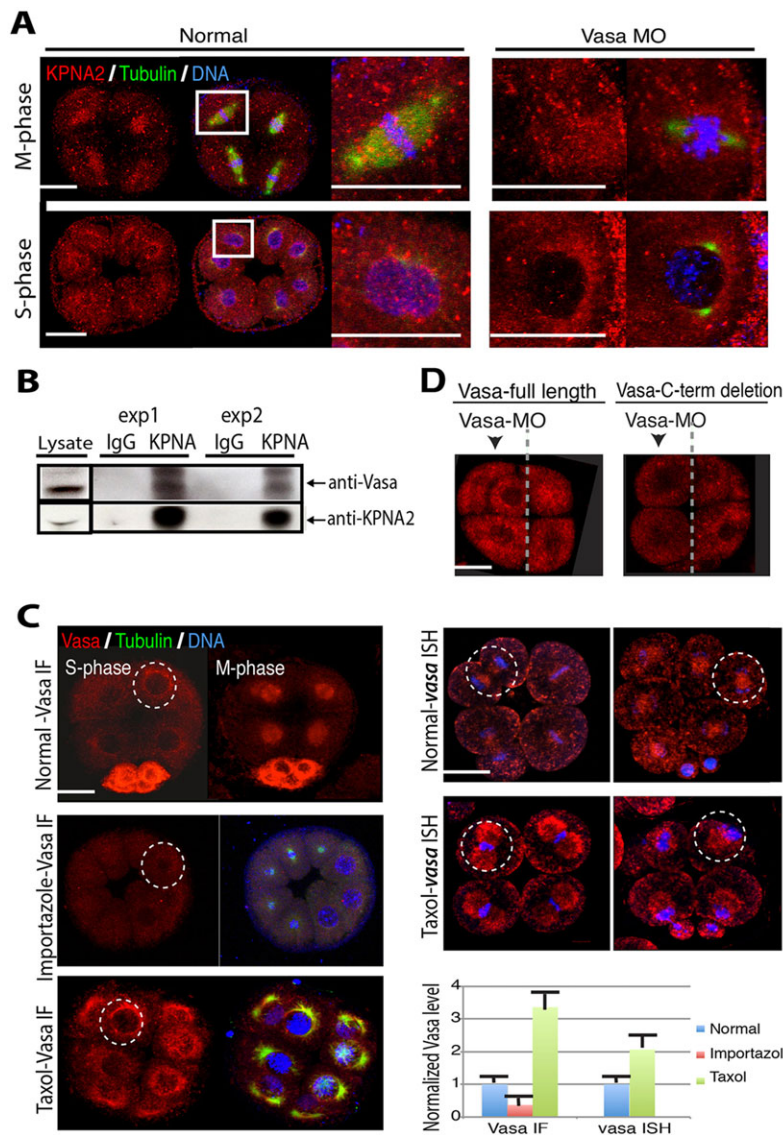 A
Normal
Vasa MO
KPNA2 / Tubulin / DNA
M-phase
S-phase
B
exp1
exp2
Lysate
IgG
KPNA
IgG
KPNA
anti-Vasa
anti-KPNA2
D
Vasa-full length
Vasa-C-term deletion
Vasa-MO
Vasa-MO
C
Vasa / Tubulin / DNA
S-phase
M-phase
Normal -Vasa IF
Importazole-Vasa IF
Taxol-Vasa IF
Normal-vasa ISH
Taxol-vasa ISH
Normalized Vasa level
4
3
2
1
0
Vasa IF
vasa ISH
Normal
Importazol
Taxol